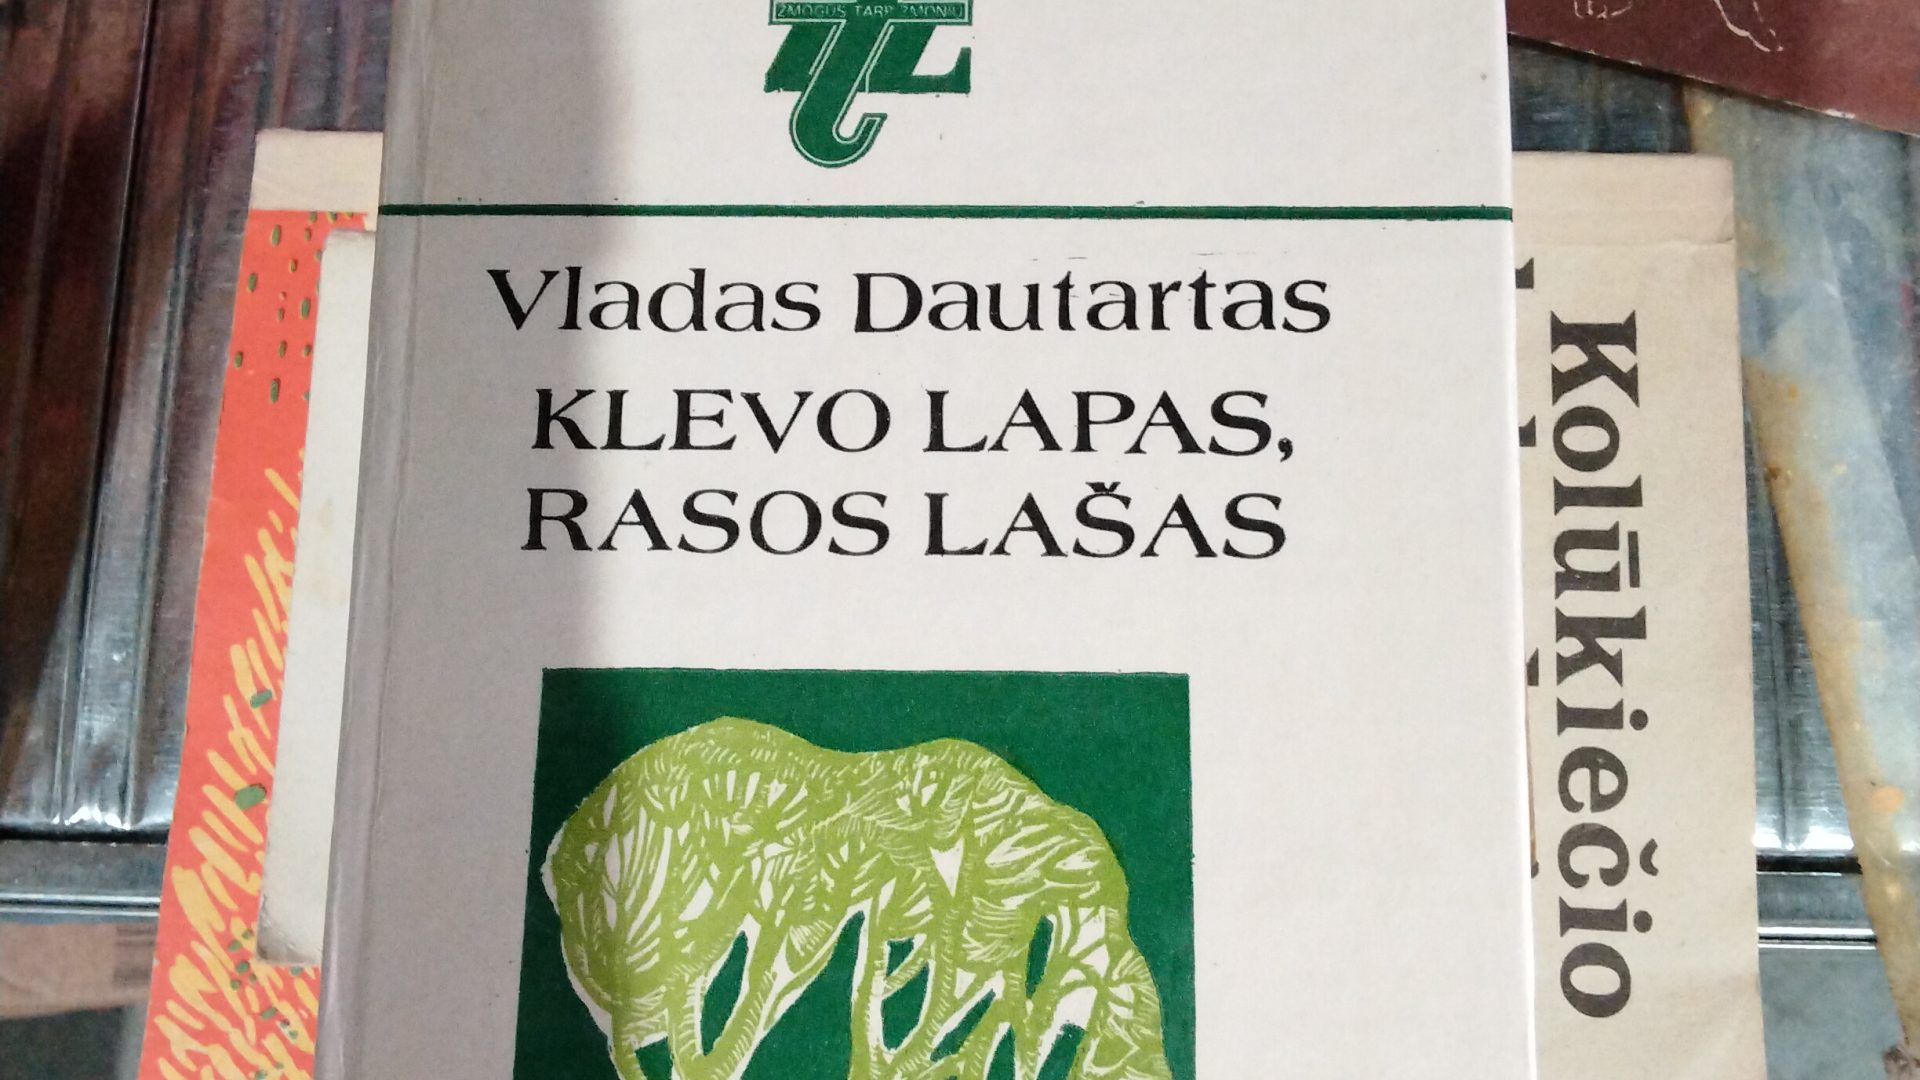 ŽMOGUS TARP ŽMONIŲ
Vladas Dautartas
KLEVO LAPAS,
RASOS LAŠAS
Kolūkiečio